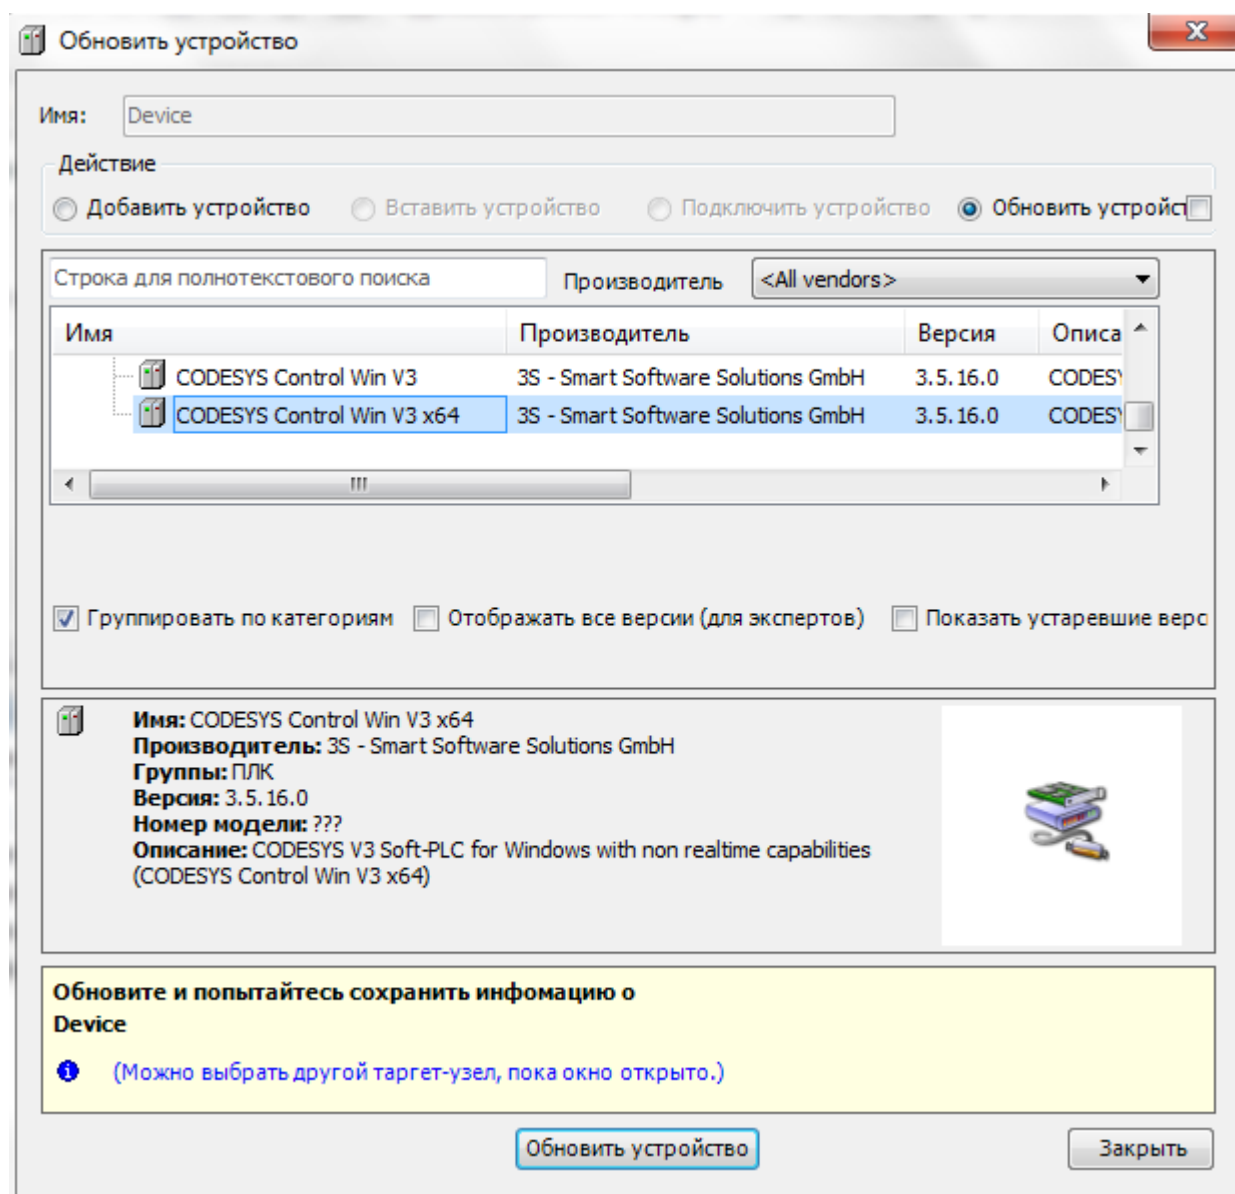 Обновить устройство
Имя: Device
Действие
Добавить устройство Вставить устройство Подключить устройство Обновить устройст
Строка для полнотекстового поиска Производитель <All vendors>
Имя Производитель Версия Описа
CODESYS Control Win V3 3S - Smart Software Solutions GmbH 3.5.16.0 CODESY
CODESYS Control Win V3 x64 3S - Smart Software Solutions GmbH 3.5.16.0 CODES
Группировать по категориям Отображать все версии (для экспертов) Показать устаревшие верс
Имя: CODESYS Control Win V3 x64
Производитель: 3S - Smart Software Solutions GmbH
Группы: ПЛК
Версия: 3.5.16.0
Номер модели: ???
Описание: CODESYS V3 Soft-PLC for Windows with non realtime capabilities
(CODESYS Control Win V3 x64)
Обновите и попытайтесь сохранить инфомацию о
Device
(Можно выбрать другой таргет-узел, пока окно открыто.)
Обновить устройство Закрыть